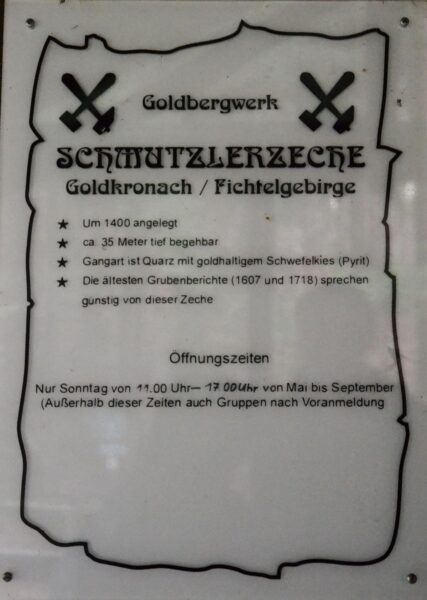 Goldbergwerk
SCHMUTZLERZECHE
Goldkronach / Fichtelgebirge
★ Um 1400 angelegt
★ ca. 35 Meter tief begehbar
★ Gangart ist Quarz mit goldhaltigem Schwefelkies (Pyrit)
★ Die ältesten Grubenberichte (1607 und 1718) sprechen
günstig von dieser Zeche
Öffnungszeiten
Nur Sonntag von 11.00 Uhr– 17.00 Uhr von Mai bis September
(Außerhalb dieser Zeiten auch Gruppen nach Voranmeldung